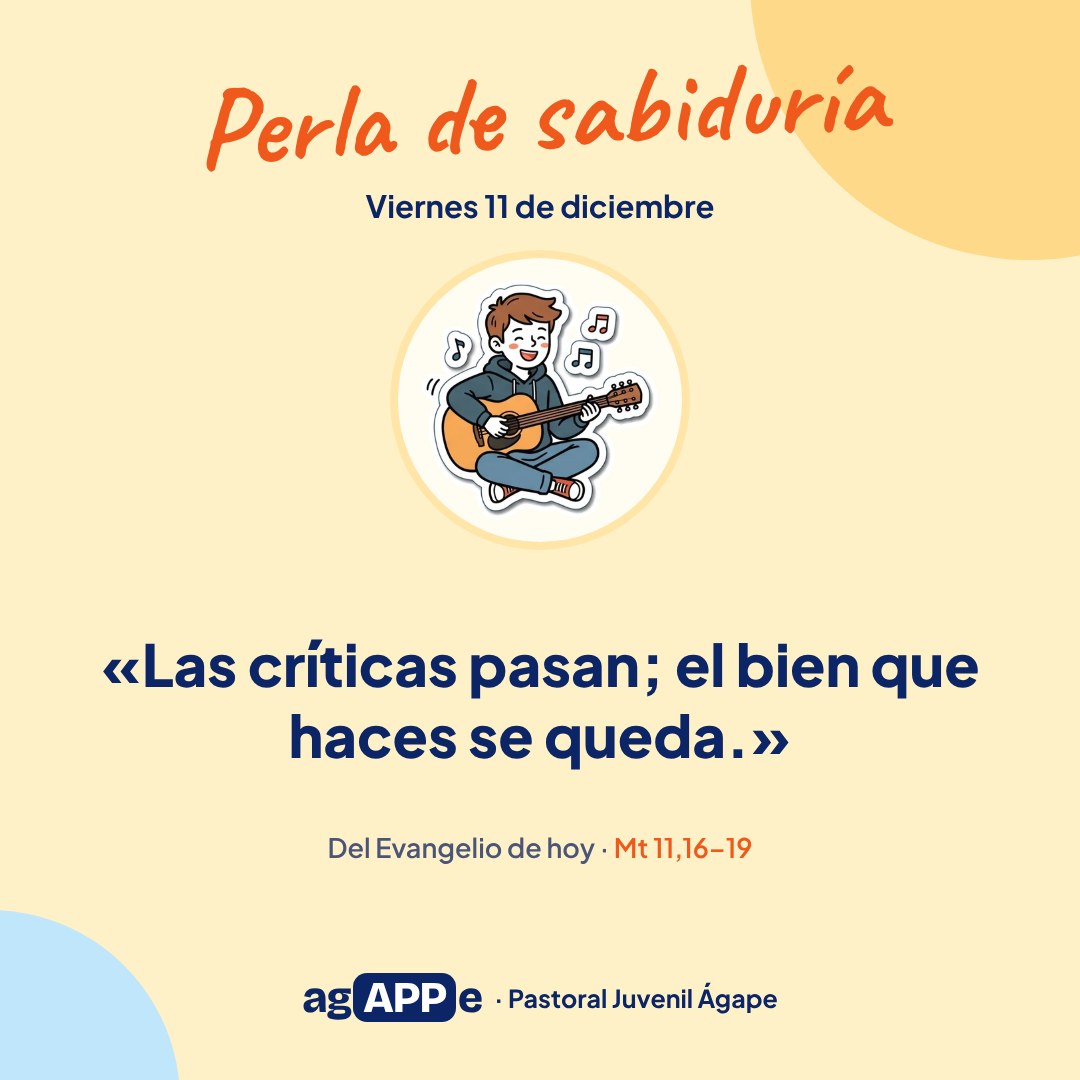 Perla de sabiduría
Viernes 11 de diciembre
«Las críticas pasan; el bien que
haces se queda.»
Del Evangelio de hoy · Mt 11,16–19
agAPPe · Pastoral Juvenil Ágape